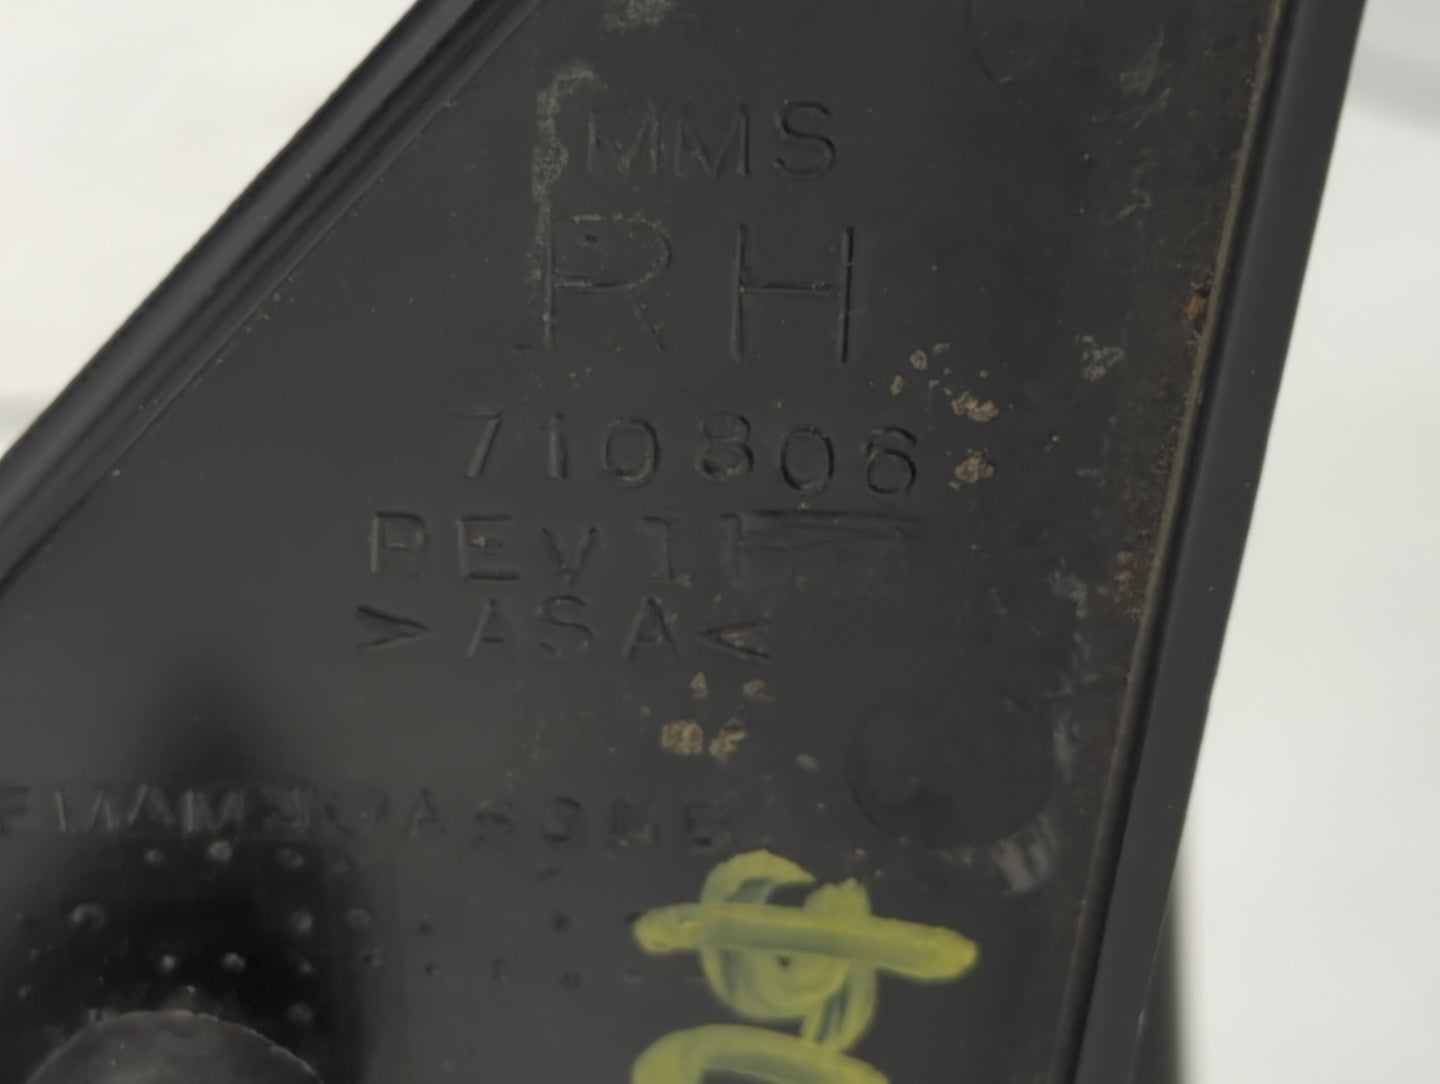 MMS
RH
710806
REV
>ASA<